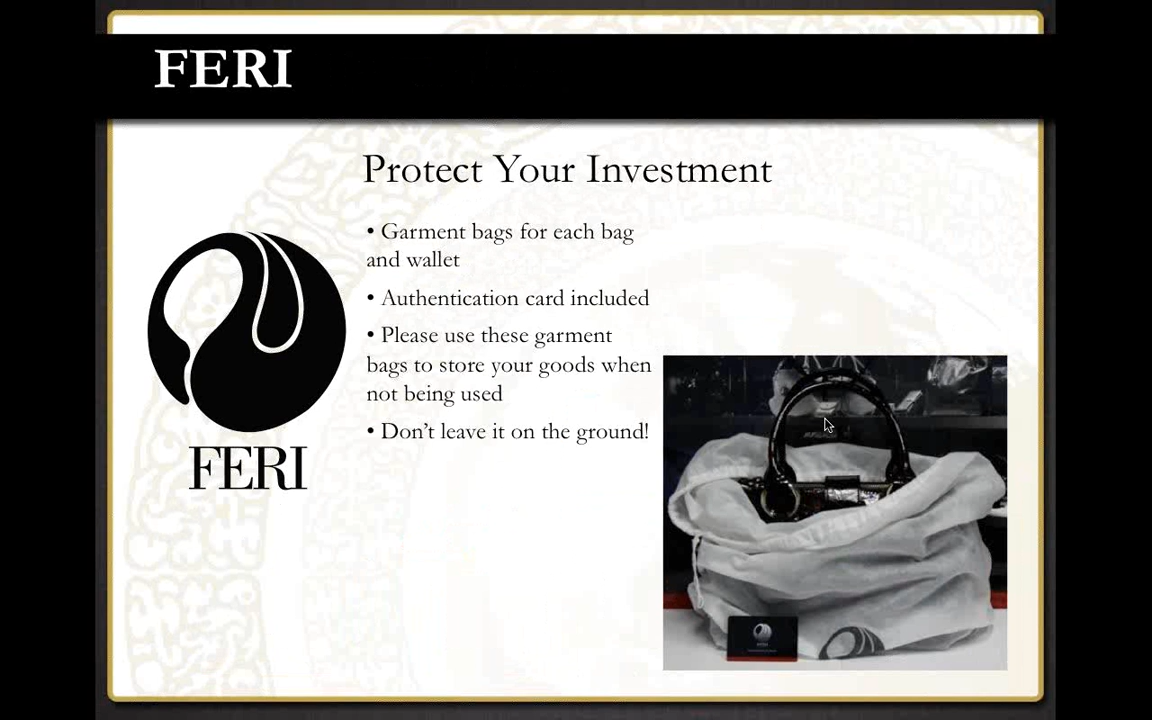 FERI
Protect Your Investment
• Garment bags for each bag
and wallet
• Authentication card included
• Please use these garment
bags to store your goods when
not being used
• Don't leave it on the ground!
FERI